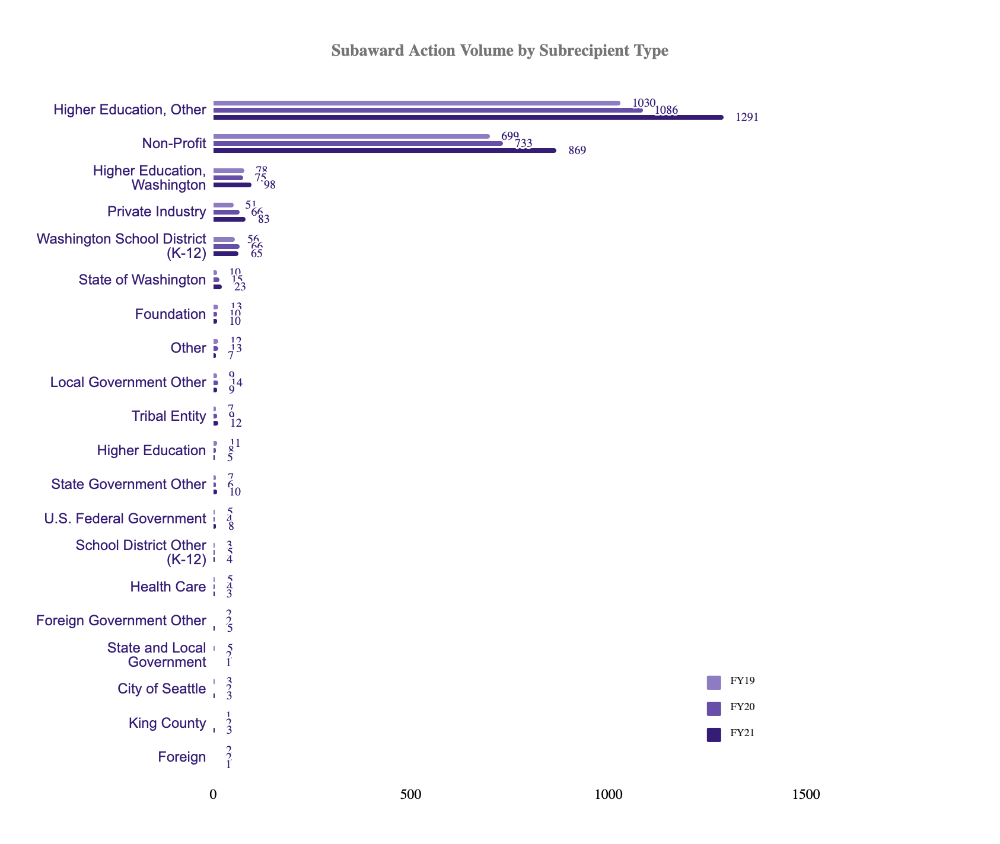 Subaward Action Volume by Subrecipient Type
Higher Education, Other
1030
1086
1291
Non-Profit
699
733
869
Higher Education,
Washington
78
75
98
Private Industry
51
66
83
Washington School District
(K-12)
56
66
65
State of Washington
10
15
23
Foundation
13
10
10
Other
12
13
7
Local Government Other
9
14
9
Tribal Entity
7
9
12
Higher Education
11
8
5
State Government Other
7
6
10
U.S. Federal Government
5
4
8
School District Other
(K-12)
3
5
4
Health Care
5
4
3
Foreign Government Other
2
2
5
State and Local
Government
5
2
1
City of Seattle
3
2
3
King County
1
2
3
Foreign
2
2
1
FY19
FY20
FY21
0 500 1000 1500